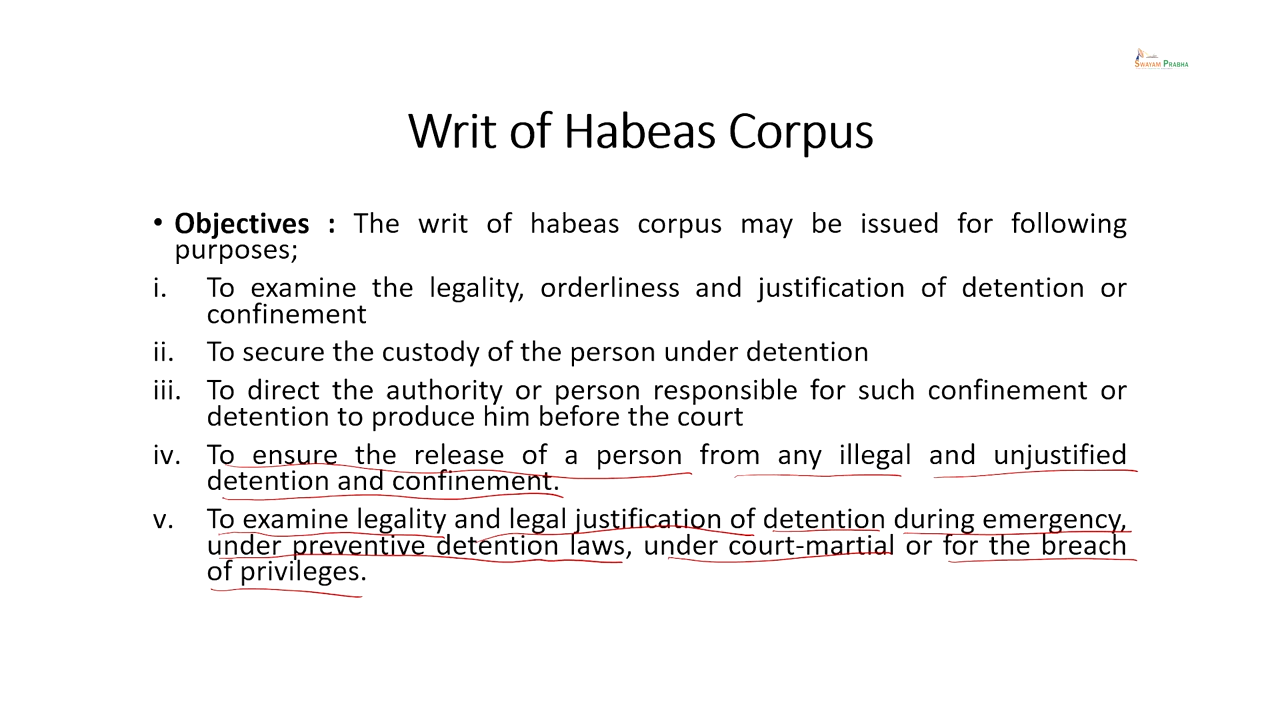 SWAYAM PRABHA
Writ of Habeas Corpus
• Objectives : The writ of habeas corpus may be issued for following
purposes;
i. To examine the legality, orderliness and justification of detention or
confinement
ii. To secure the custody of the person under detention
iii. To direct the authority or person responsible for such confinement or
detention to produce him before the court
iv. To ensure the release of a person from any illegal and unjustified
detention and confinement.
v. To examine legality and legal justification of detention during emergency,
under preventive detention laws, under court-martial or for the breach
of privileges.